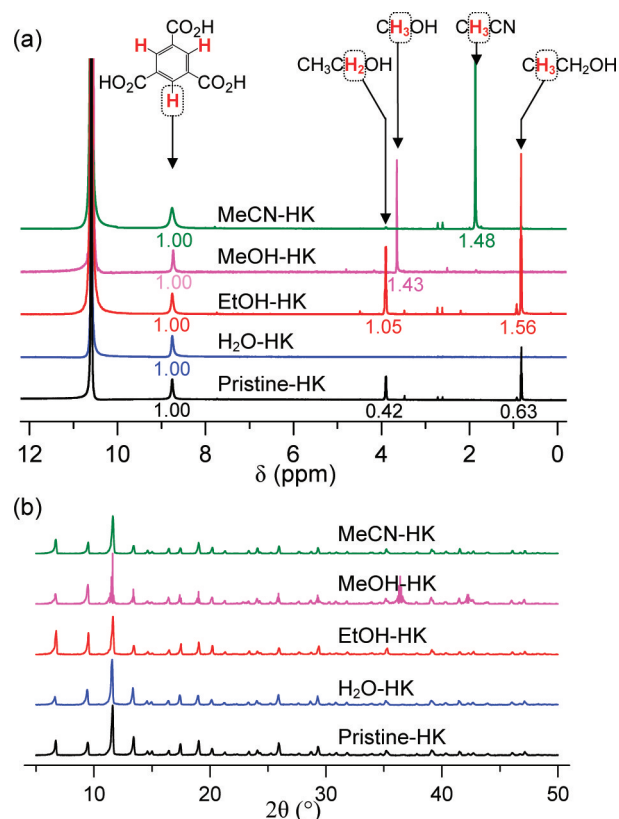 (a)
CO₂H
H H
HO₂C CO₂H
H
CH₃CH₂OH
CH₃OH
CH₃CN
CH₃CH₂OH
MeCN-HK
1.00 1.48
MeOH-HK
1.00 1.43
EtOH-HK
1.00 1.05 1.56
H₂O-HK
1.00
Pristine-HK
1.00 0.42 0.63
12 10 8 6 4 2 0
δ (ppm)
(b)
MeCN-HK
MeOH-HK
EtOH-HK
H₂O-HK
Pristine-HK
10 20 30 40 50
2θ (°)